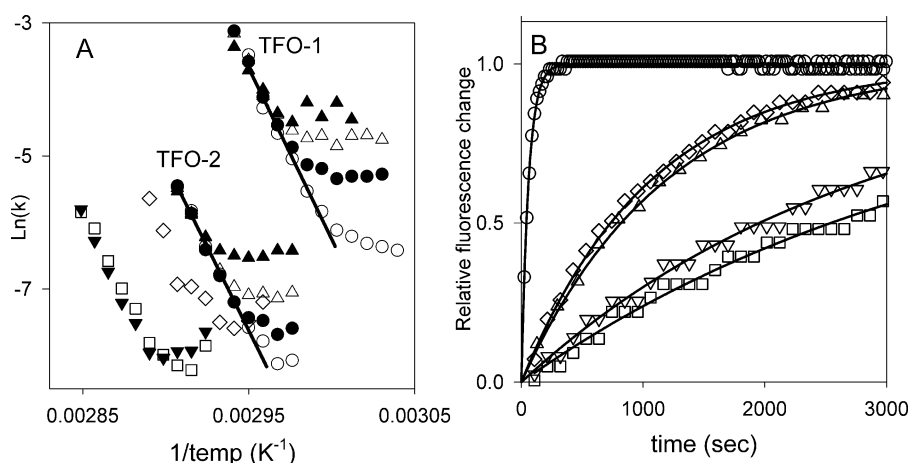 A
TFO-1
TFO-2
-3
-5
-7
Ln(k)
0.00285
0.00295
0.00305
1/temp (K-1)
B
1.0
0.5
0.0
Relative fluorescence change
0
1000
2000
3000
time (sec)